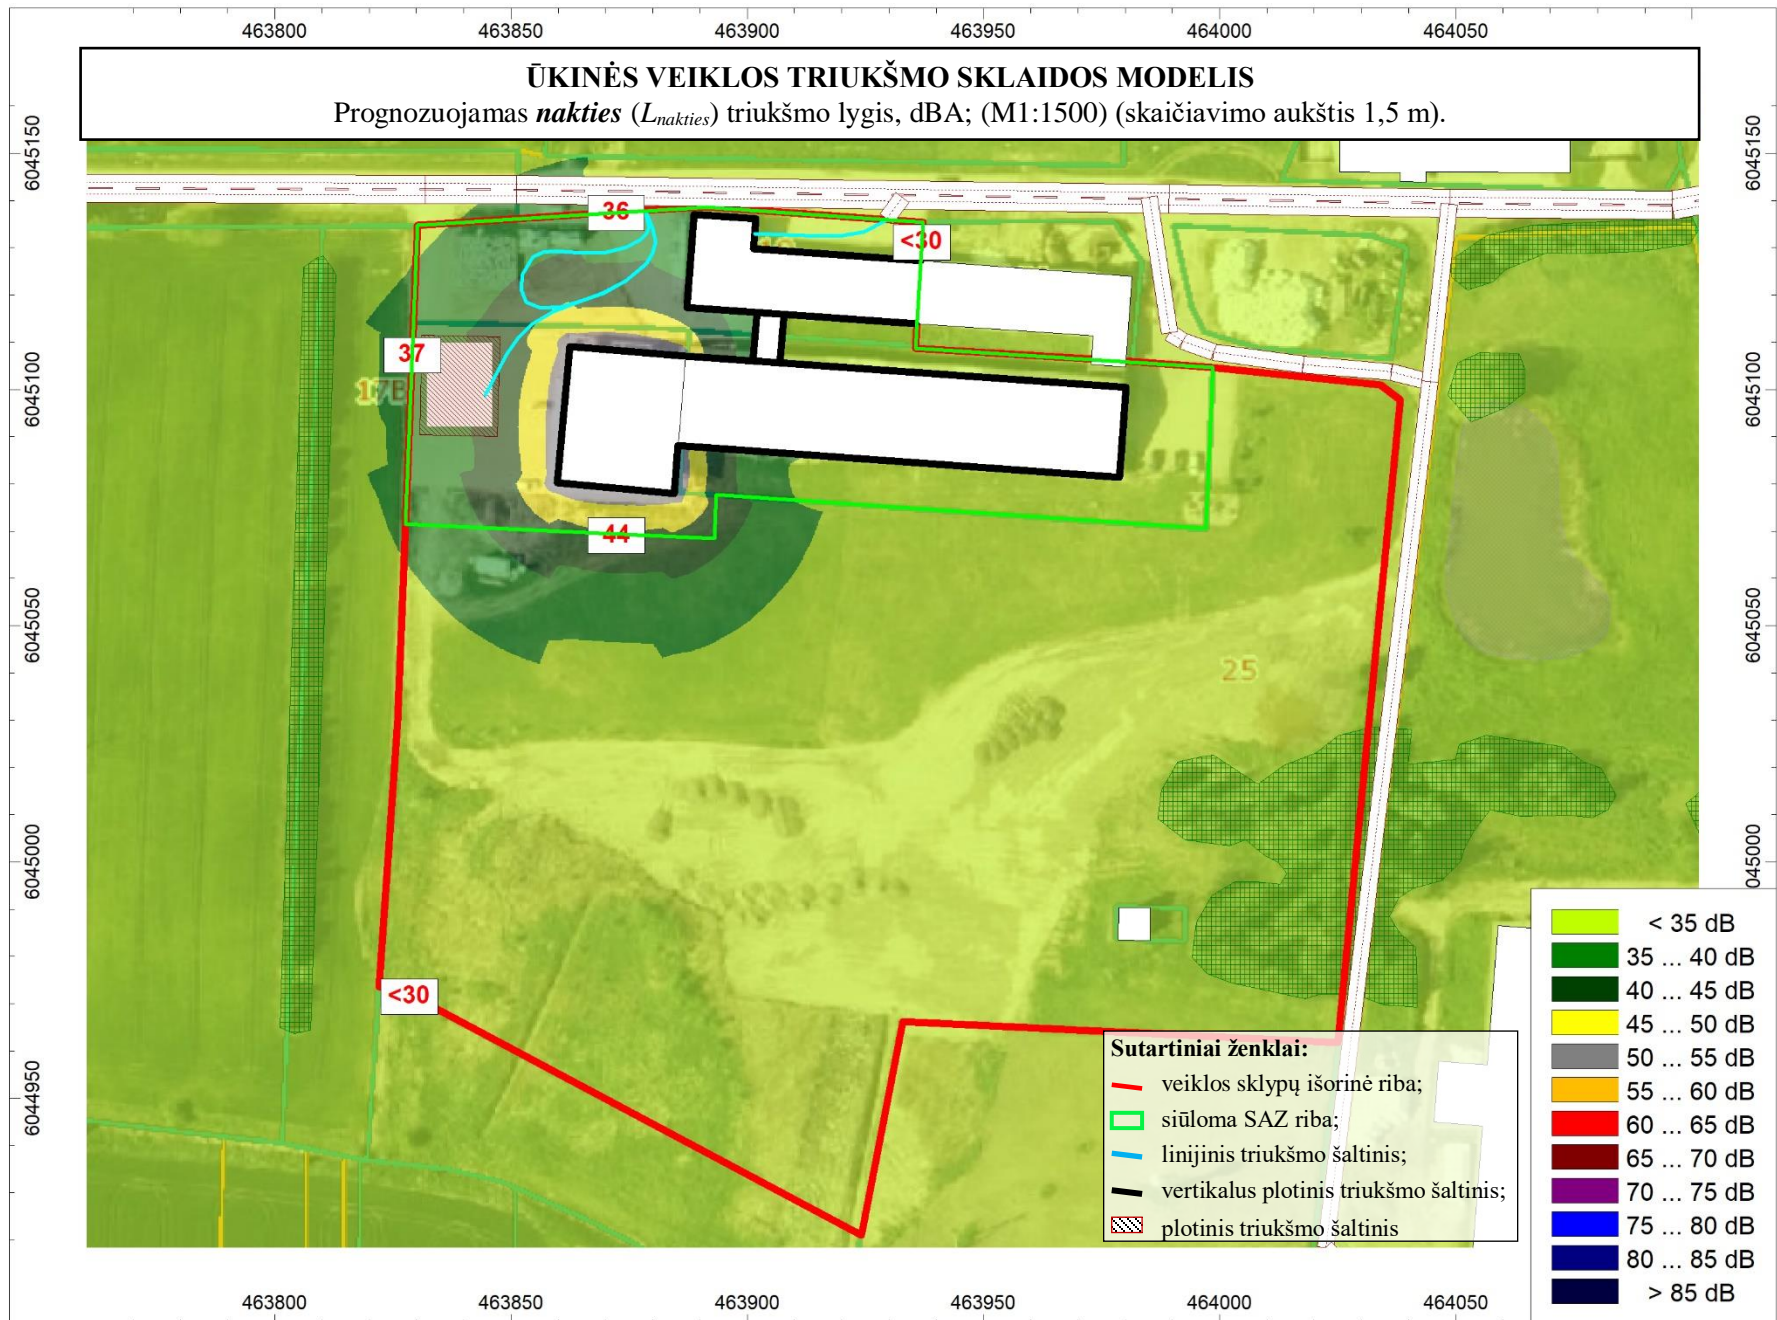 463800 463850 463900 463950 464000 464050
ŪKINĖS VEIKLOS TRIUKŠMO SKLAIDOS MODELIS
Prognozuojamas nakties (Lnakties) triukšmo lygis, dBA; (M1:1500) (skaičiavimo aukštis 1,5 m).
6045150
6045150
36
<30
37
17B
6045100
6045100
44
6045050
6045050
25
6045000
6045000
<30
6044950
< 35 dB
35 ... 40 dB
40 ... 45 dB
45 ... 50 dB
50 ... 55 dB
55 ... 60 dB
60 ... 65 dB
65 ... 70 dB
70 ... 75 dB
75 ... 80 dB
80 ... 85 dB
> 85 dB
Sutartiniai ženklai:
veiklos sklypų išorinė riba;
siūloma SAZ riba;
linijinis triukšmo šaltinis;
vertikalus plotinis triukšmo šaltinis;
plotinis triukšmo šaltinis
463800 463850 463900 463950 464000 464050